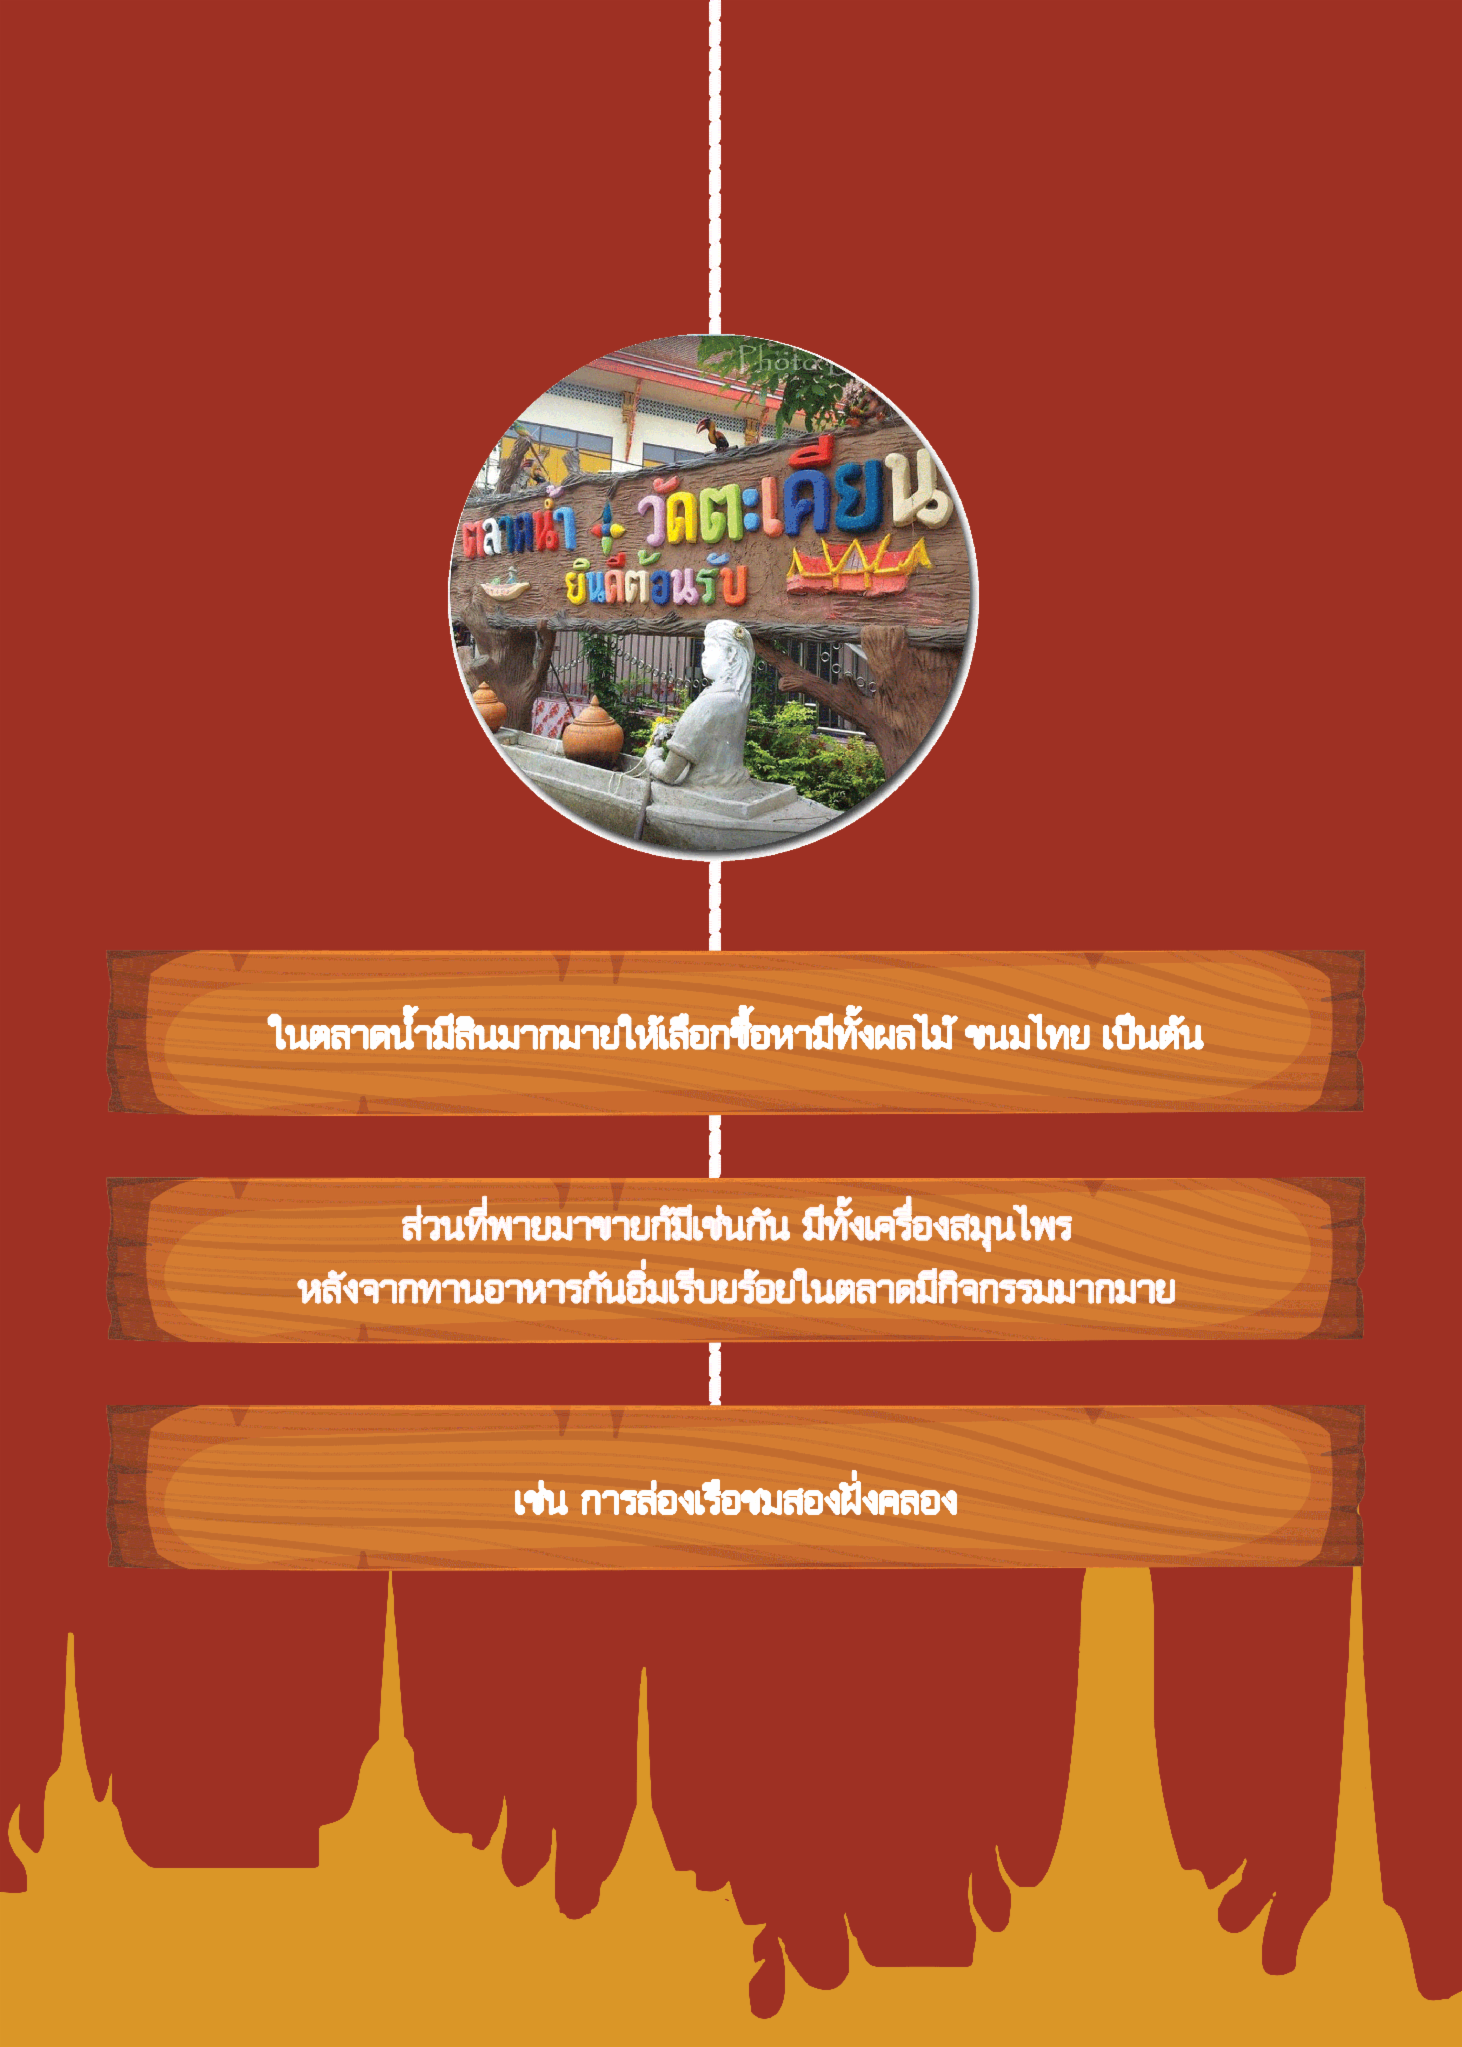 Photo
ตลาดน้ำ วัดตะเคียน
ยินดีต้อนรับ
ในตลาดน้ำมีสินมากมายให้เลือกซื้อหามีทั้งผลไม้ ขนมไทย เป็นต้น
ส่วนที่พายมาขายก้มีเช่นกัน มีทั้งเครื่องสมุนไพร
หลังจากทานอาหารกันอิ่มเรีบยร้อยในตลาดมีกิจกรรมมากมาย
เช่น การล่องเรือชมสองฝั่งคลอง